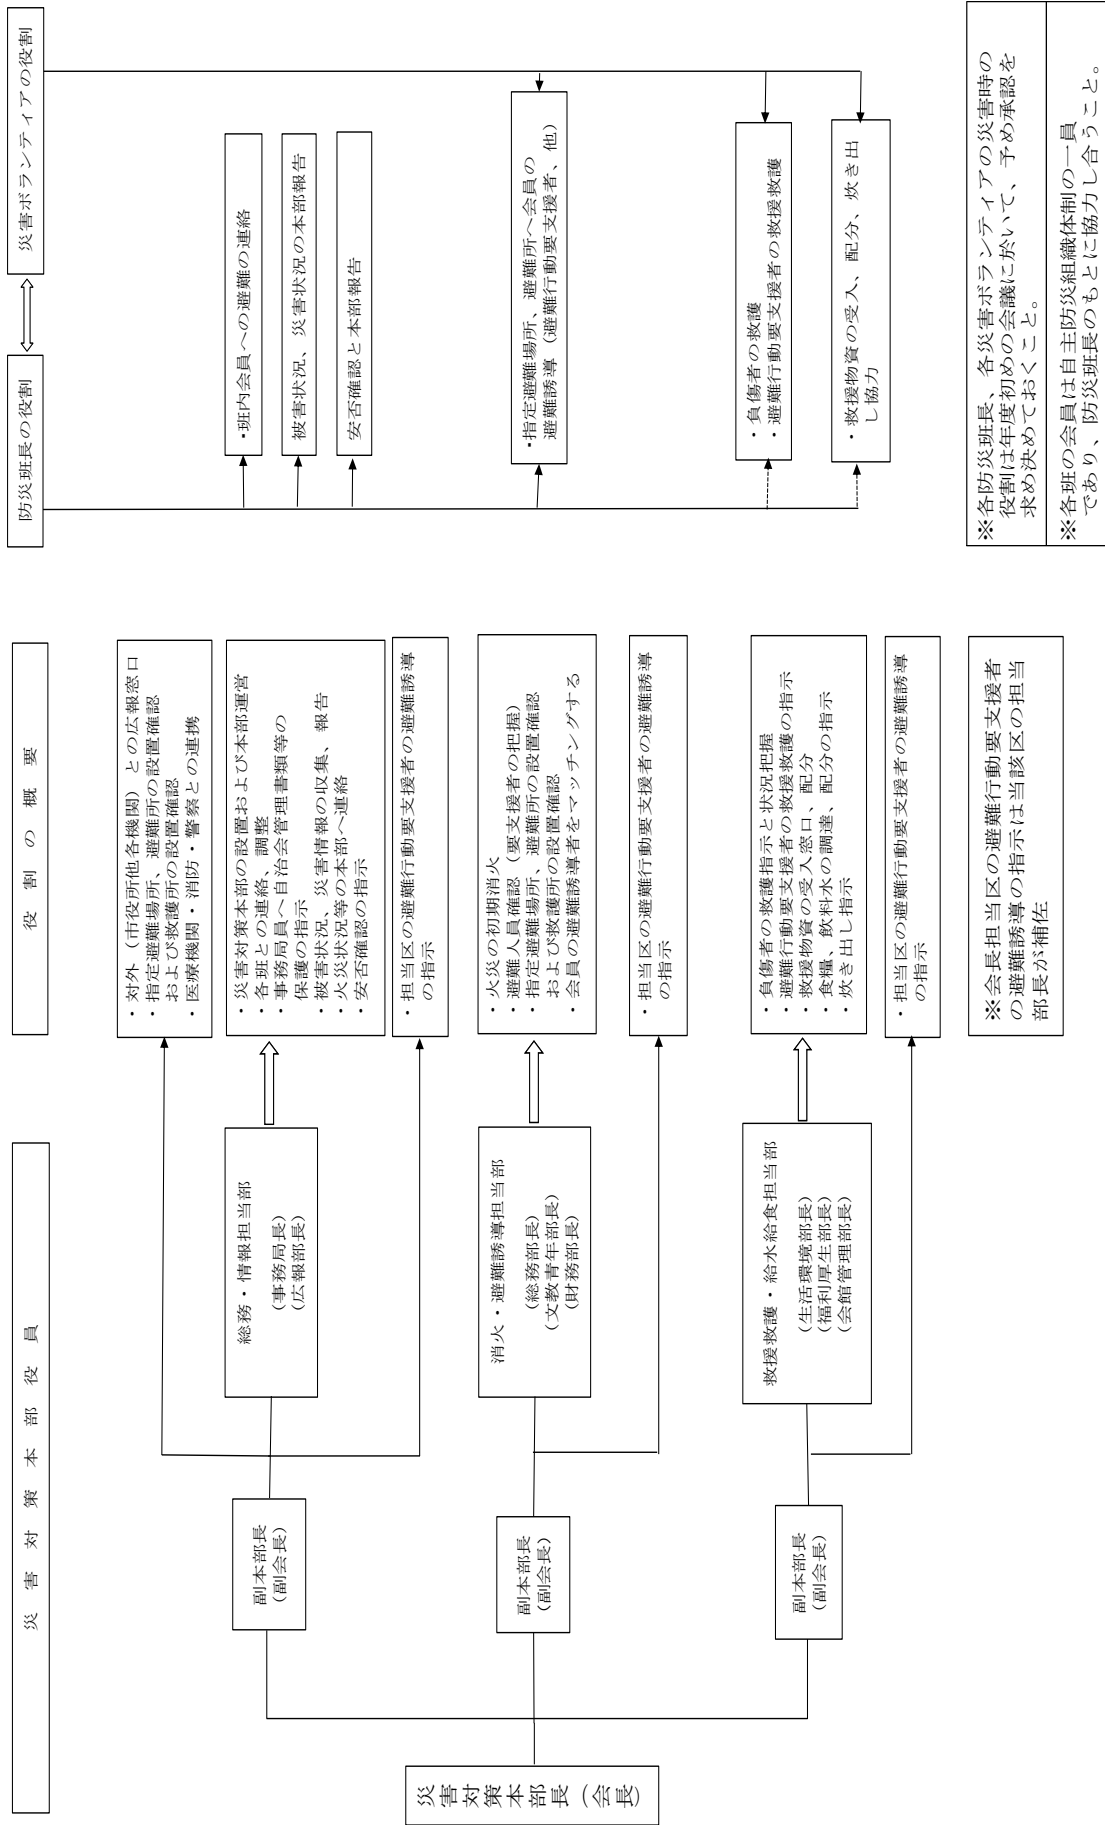 災害対策本部役員
役割の概要
防災班長の役割
災害ボランティアの役割
災害対策本部長（会長）
副本部長
（副会長）
総務・情報担当部
（事務局長）
（広報部長）
・対外（市役所他各機関）との広報窓口
・指定避難場所、避難所の設置確認
および救護所の設置確認
・医療機関・消防・警察との連携
・災害対策本部の設置および本部運営
・各班との連絡、調整
・事務局員へ自治会管理書類等の
保護の指示
・被害状況、災害情報の収集、報告
・火災状況等の本部へ連絡
・安否確認の指示
・担当区の避難行動要支援者の避難誘導
の指示
副本部長
（副会長）
消火・避難誘導担当部
（総務部長）
（文教青年部長）
（財務部長）
・火災の初期消火
・避難人員確認（要支援者の把握）
・指定避難場所、避難所の設置確認
および救護所の設置確認
・会員の避難誘導者をマッチングする
・担当区の避難行動要支援者の避難誘導
の指示
副本部長
（副会長）
救援救護・給水給食担当部
（生活環境部長）
（福利厚生部長）
（会館管理部長）
・負傷者の救護指示と状況把握
・避難行動要支援者の救援救護の指示
・救援物資の受入窓口、配分
・食糧、飲料水の調達、配分の指示
・炊き出し指示
・担当区の避難行動要支援者の避難誘導
の指示
※会長担当区の避難行動要支援者
の避難誘導の指示は当該区の担当
部長が補佐
・班内会員への避難の連絡
被害状況、災害状況の本部報告
安否確認と本部報告
・指定避難場所、避難所へ会員の
避難誘導（避難行動要支援者、他）
・負傷者の救護
・避難行動要支援者の救援救護
・救援物資の受入、配分、炊き出
し協力
※各防災班長、各災害ボランティアの災害時の
役割は年度初めの会議に於いて、予め承認を
求め決めておくこと。
※各班の会員は自主防災組織体制の一員
であり、防災班長のもとに協力し合うこと。